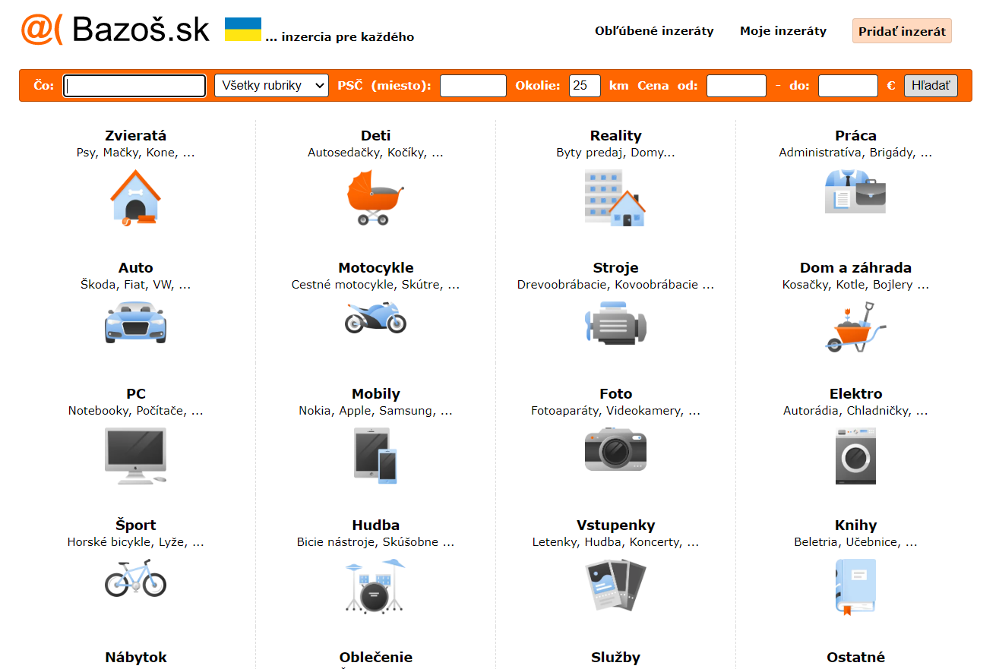 @( Bazoš.sk ... inzercia pre každého Obľúbené inzeráty Moje inzeráty Pridať inzerát
Čo: Všetky rubriky PSČ (miesto): Okolie: 25 km Cena od: - do: € Hľadať
Zvieratá Deti Reality Práca
Psy, Mačky, Kone, ... Autosedačky, Kočíky, ... Byty predaj, Domy... Administratíva, Brigády, ...
Auto Motocykle Stroje Dom a záhrada
Škoda, Fiat, VW, ... Cestné motocykle, Skútre, ... Drevoobrábacie, Kovoobrábacie ... Kosačky, Kotle, Bojlery ...
PC Mobily Foto Elektro
Notebooky, Počítače, ... Nokia, Apple, Samsung, ... Fotoaparáty, Videokamery, ... Autorádia, Chladničky, ...
Šport Hudba Vstupenky Knihy
Horské bicykle, Lyže, ... Bicie nástroje, Skúšobne ... Letenky, Hudba, Koncerty, ... Beletria, Učebnice, ...
Nábytok Oblečenie Služby Ostatné